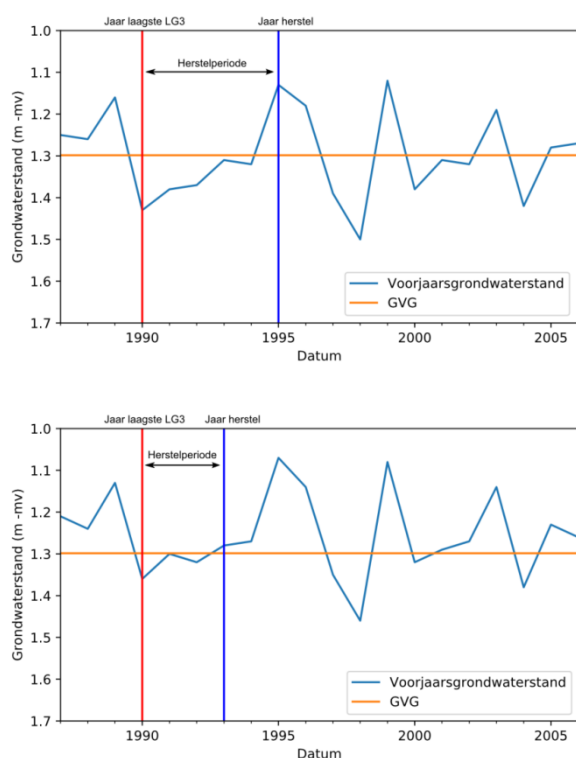 Jaar laagste LG3 Jaar herstel
Herstelperiode
1.0
1.1
1.2
1.3
1.4
1.5
1.6
1.7
Grondwaterstand (m -mv)
Voorjaarsgrondwaterstand
GVG
1990 1995 2000 2005
Datum
Jaar laagste LG3 Jaar herstel
Herstelperiode
1.0
1.1
1.2
1.3
1.4
1.5
1.6
1.7
Grondwaterstand (m -mv)
Voorjaarsgrondwaterstand
GVG
1990 1995 2000 2005
Datum